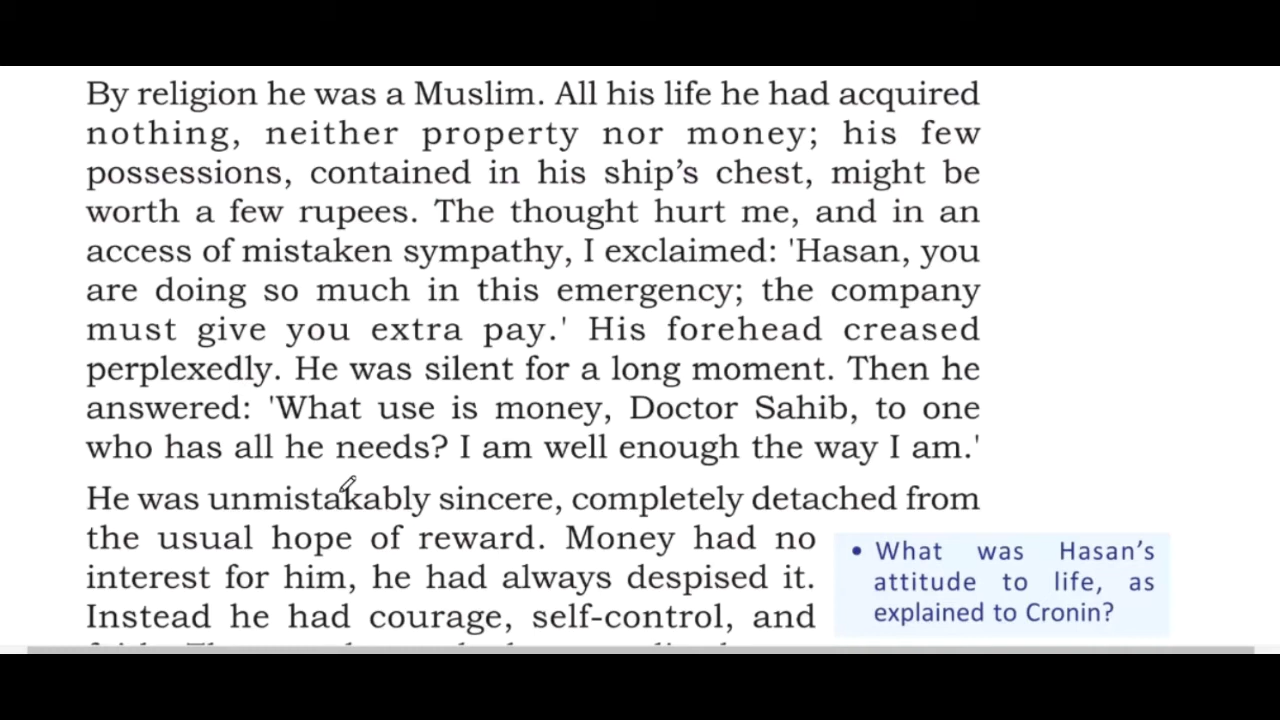 By religion he was a Muslim. All his life he had acquired
nothing, neither property nor money; his few
possessions, contained in his ship's chest, might be
worth a few rupees. The thought hurt me, and in an
access of mistaken sympathy, I exclaimed: 'Hasan, you
are doing so much in this emergency; the company
must give you extra pay.' His forehead creased
perplexedly. He was silent for a long moment. Then he
answered: 'What use is money, Doctor Sahib, to one
who has all he needs? I am well enough the way I am.'
He was unmistakably sincere, completely detached from
the usual hope of reward. Money had no
interest for him, he had always despised it.
Instead he had courage, self-control, and
• What was Hasan's
attitude to life, as
explained to Cronin?